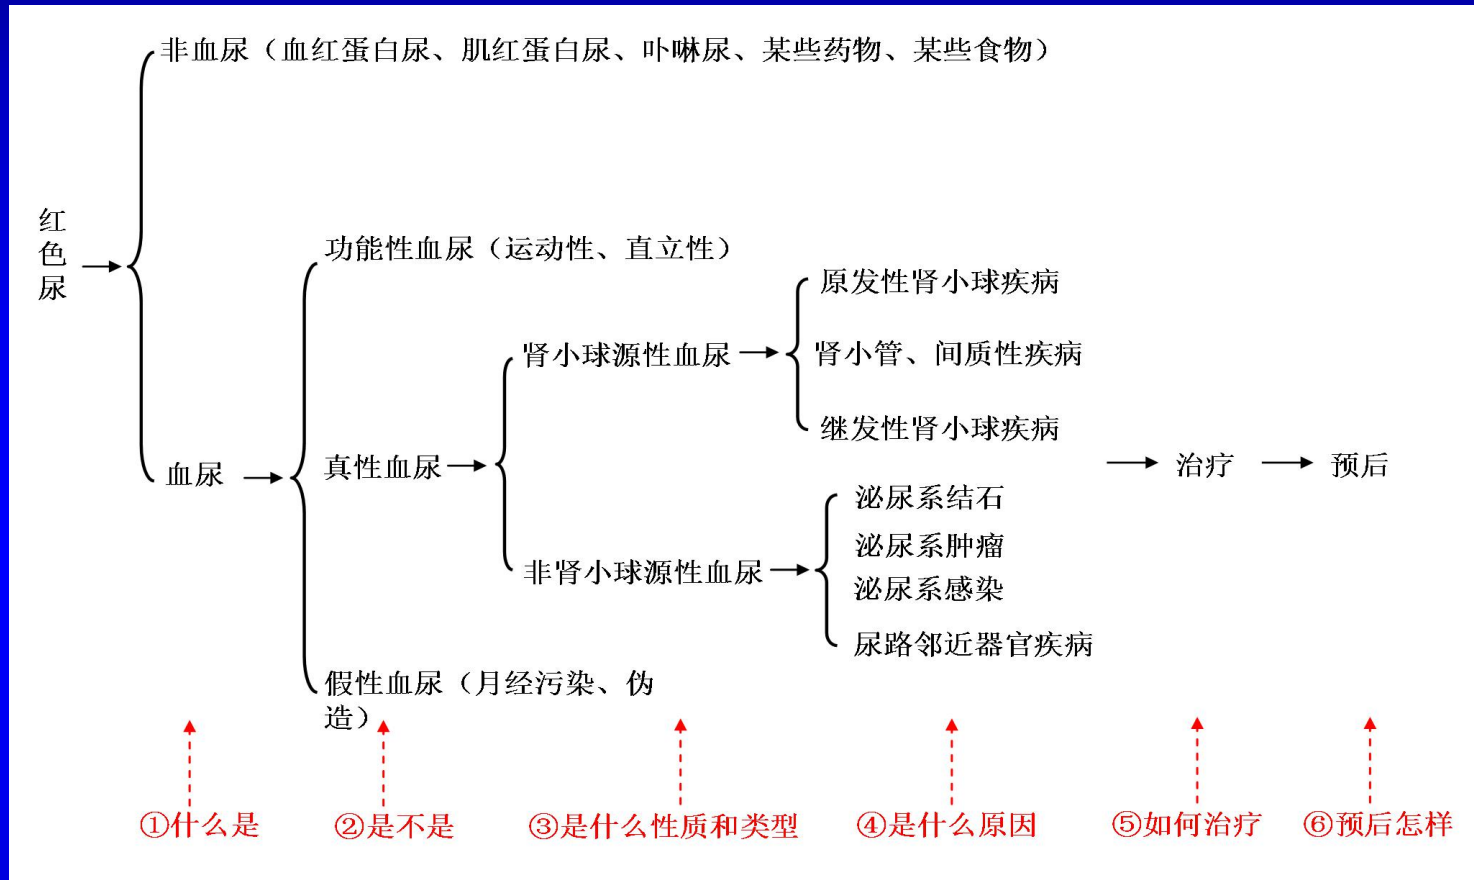 非血尿（血红蛋白尿、肌红蛋白尿、卟啉尿、某些药物、某些食物）
红
色
尿
功能性血尿（运动性、直立性）
原发性肾小球疾病
肾小球源性血尿
肾小管、间质性疾病
继发性肾小球疾病
血尿
真性血尿
治疗
预后
泌尿系结石
泌尿系肿瘤
非肾小球源性血尿
泌尿系感染
尿路邻近器官疾病
假性血尿（月经污染、伪
造）
①什么是
②是不是
③是什么性质和类型
④是什么原因
⑤如何治疗
⑥预后怎样